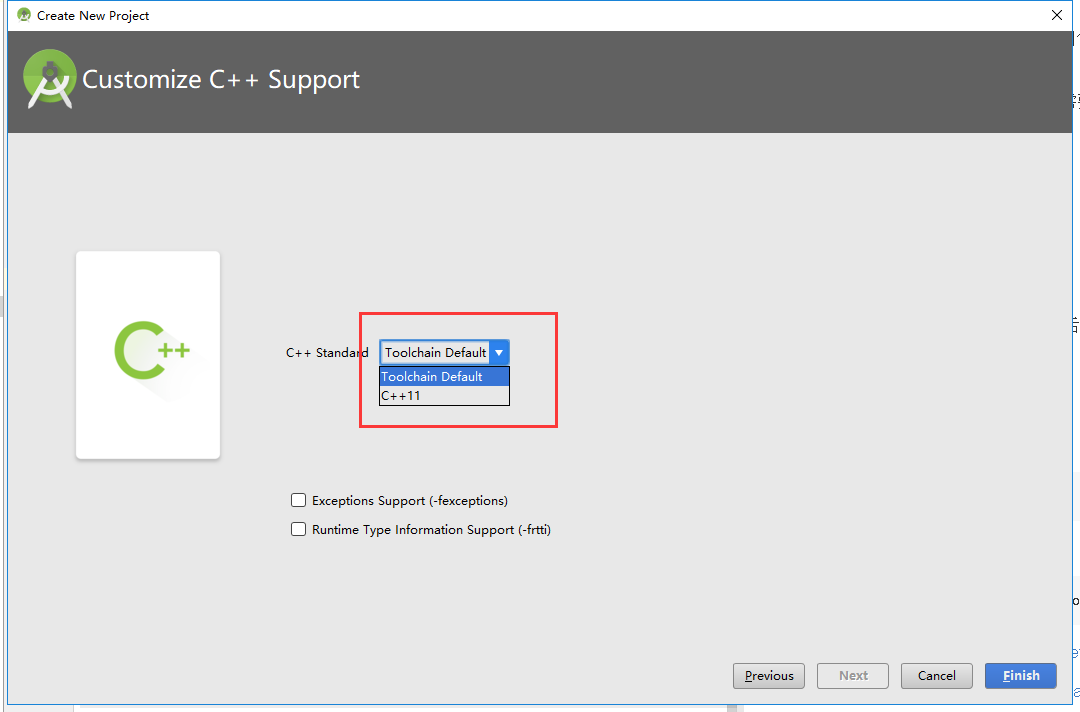 Create New Project
Customize C++ Support
C++
C++ Standard Toolchain Default
Toolchain Default
C++11
Exceptions Support (-fexceptions)
Runtime Type Information Support (-frtti)
Previous Next Cancel Finish